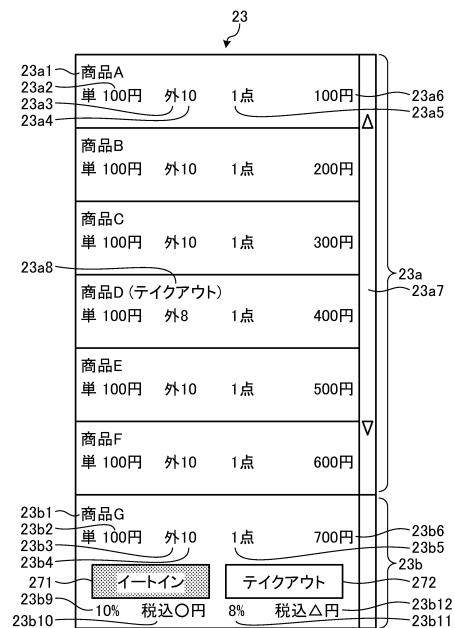 23
23a1 商品A
23a2 単 100円 外10 1点 100円 23a6
23a3
23a4 23a5
△
商品B
単 100円 外10 1点 200円
商品C
単 100円 外10 1点 300円
23a8 23a
商品D (テイクアウト) 23a7
単 100円 外8 1点 400円
商品E
単 100円 外10 1点 500円
商品F
▽
単 100円 外10 1点 600円
23b1 商品G
23b2 単 100円 外10 1点 700円 23b6
23b3
23b4 23b5
23b
271 イートイン テイクアウト 272
23b9 10% 税込〇円 8% 税込△円 23b12
23b10 23b11